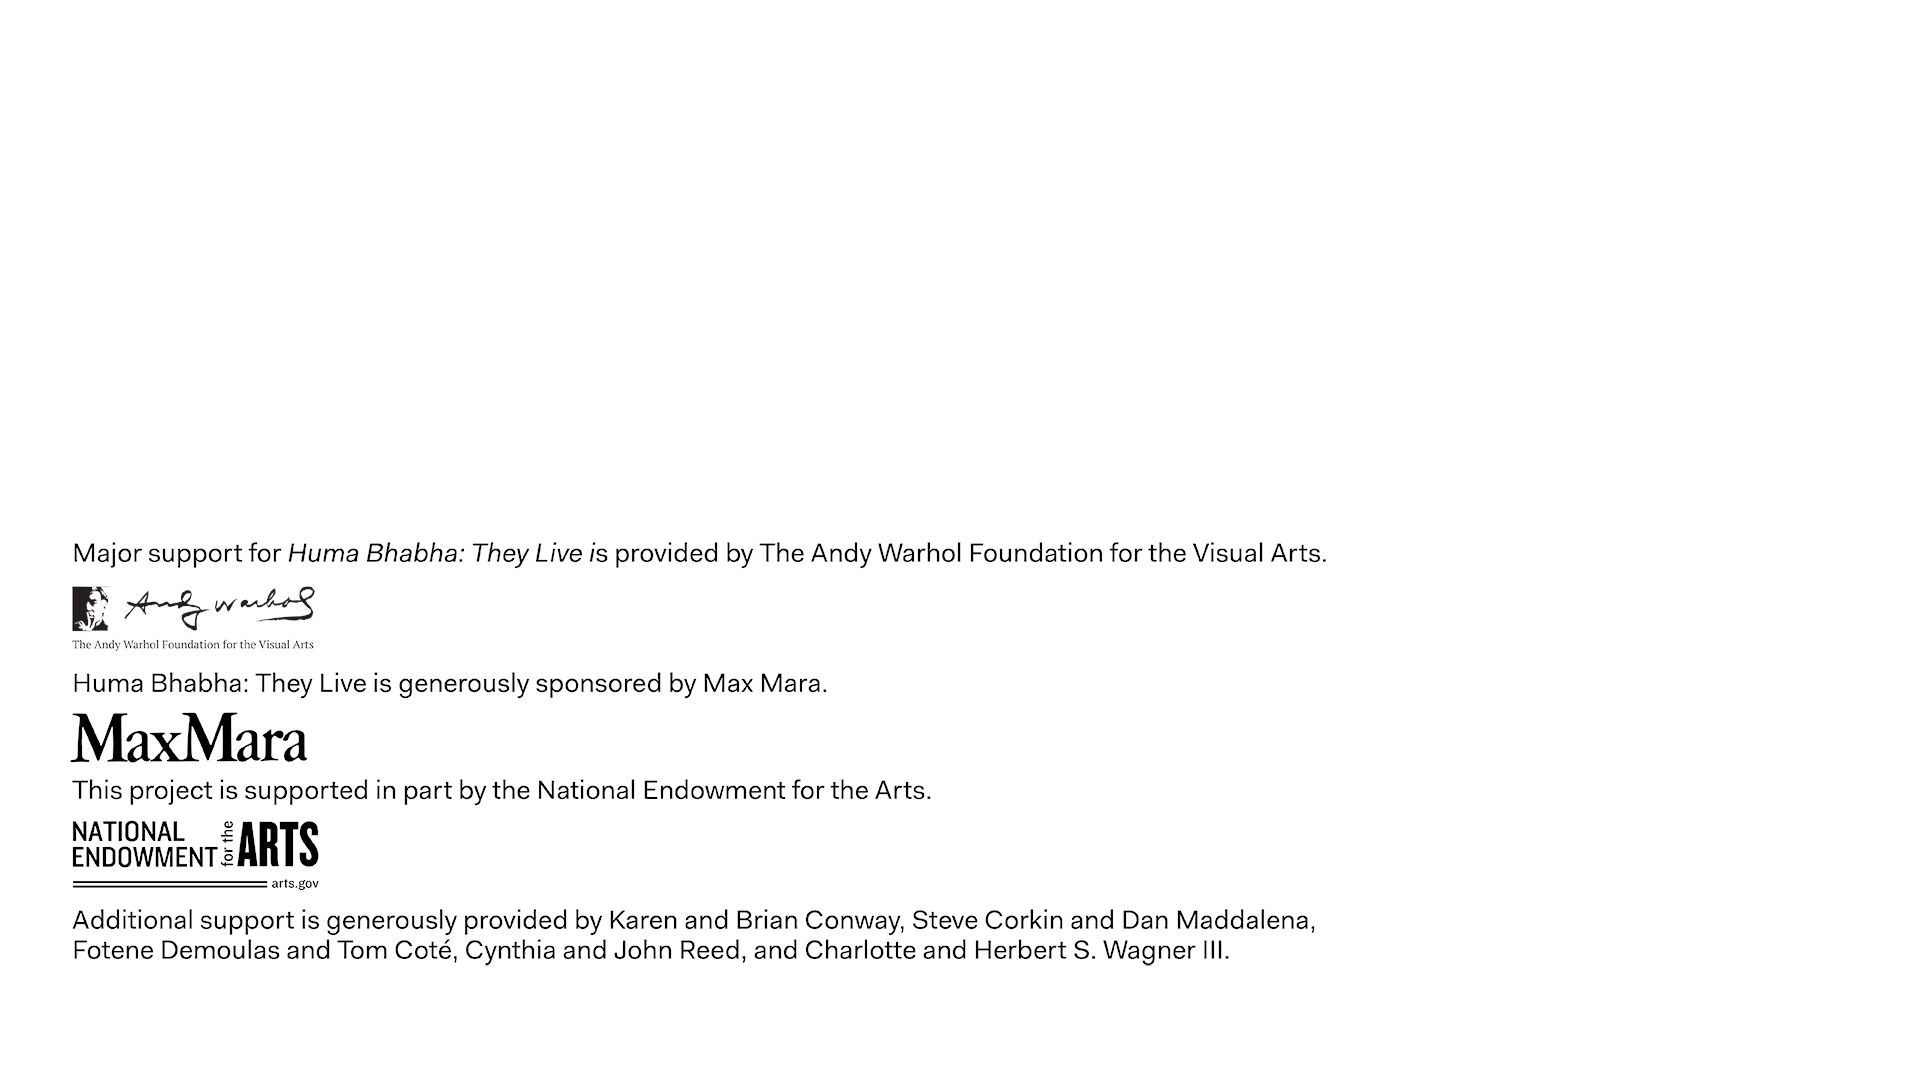 Major support for Huma Bhabha: They Live is provided by The Andy Warhol Foundation for the Visual Arts.
Andy Warhol
The Andy Warhol Foundation for the Visual Arts
Huma Bhabha: They Live is generously sponsored by Max Mara.
MaxMara
This project is supported in part by the National Endowment for the Arts.
NATIONAL ENDOWMENT for the ARTS
arts.gov
Additional support is generously provided by Karen and Brian Conway, Steve Corkin and Dan Maddalena,
Fotene Demoulas and Tom Coté, Cynthia and John Reed, and Charlotte and Herbert S. Wagner III.